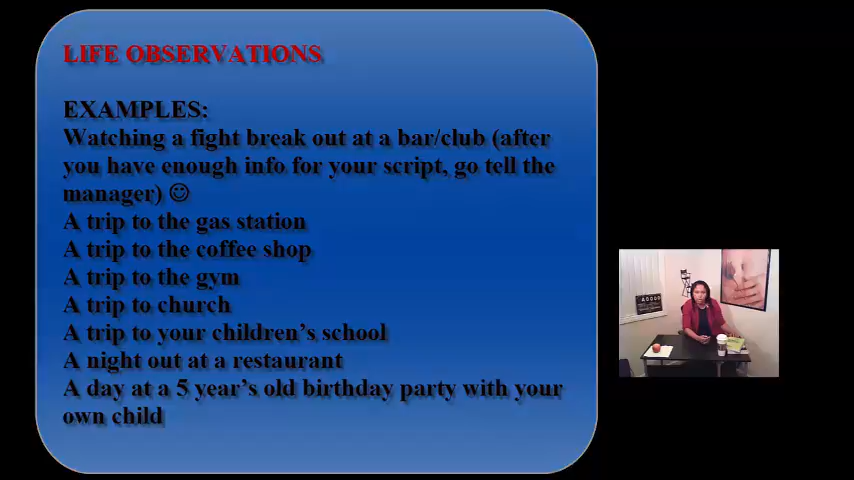 LIFE OBSERVATIONS
EXAMPLES:
Watching a fight break out at a bar/club (after
you have enough info for your script, go tell the
manager) ☺
A trip to the gas station
A trip to the coffee shop
A trip to the gym
A trip to church
A trip to your children’s school
A night out at a restaurant
A day at a 5 year’s old birthday party with your
own child